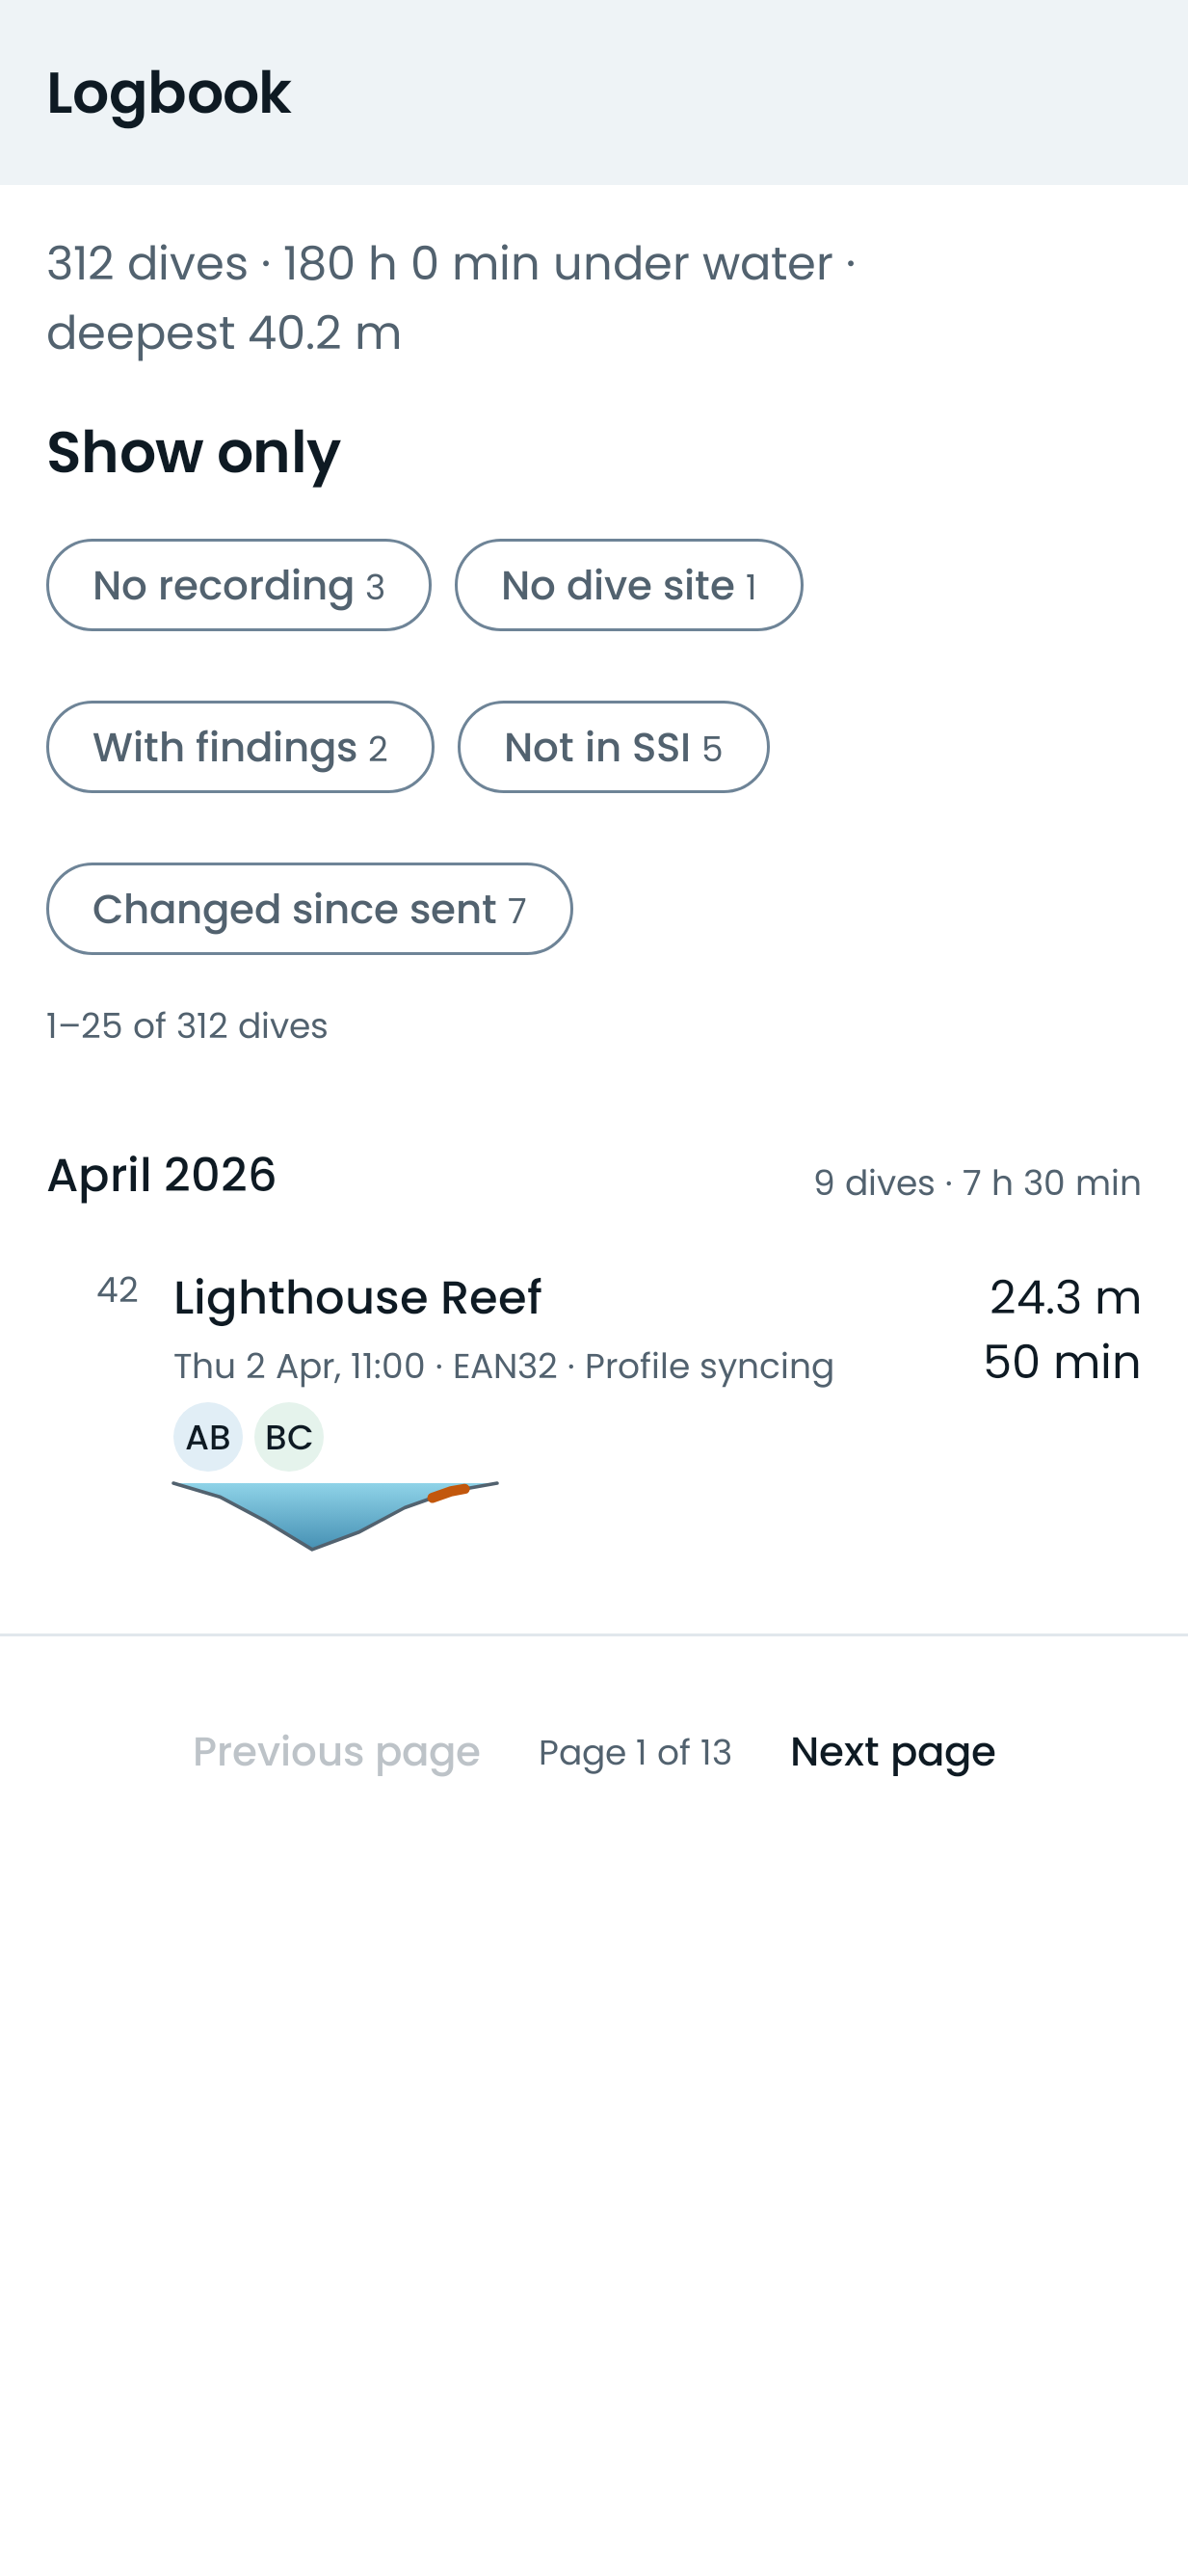 Logbook
312 dives · 180 h 0 min under water ·
deepest 40.2 m
Show only
No recording 3
No dive site 1
With findings 2
Not in SSI 5
Changed since sent 7
1–25 of 312 dives
April 2026
9 dives · 7 h 30 min
42
Lighthouse Reef
24.3 m
Thu 2 Apr, 11:00 · EAN32 · Profile syncing
50 min
AB
BC
Previous page
Page 1 of 13
Next page